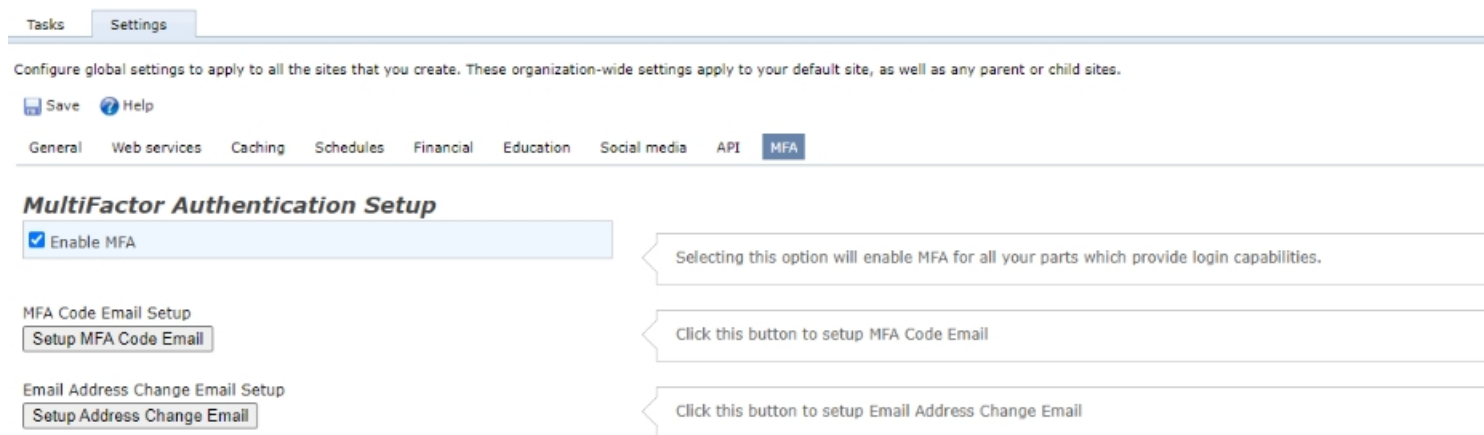 Tasks Settings
Configure global settings to apply to all the sites that you create. These organization-wide settings apply to your default site, as well as any parent or child sites.
Save Help
General Web services Caching Schedules Financial Education Social media API MFA
MultiFactor Authentication Setup
Enable MFA
Selecting this option will enable MFA for all your parts which provide login capabilities.
MFA Code Email Setup
Setup MFA Code Email
Click this button to setup MFA Code Email
Email Address Change Email Setup
Setup Address Change Email
Click this button to setup Email Address Change Email